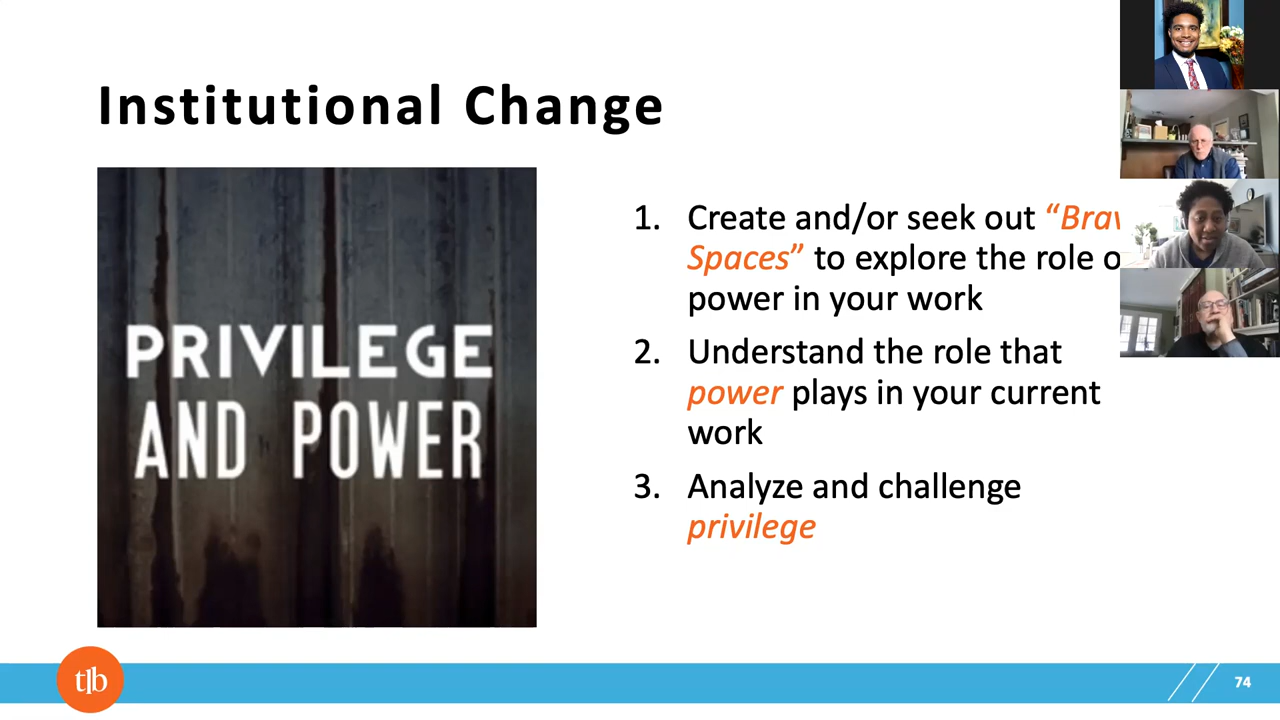 Institutional Change
PRIVILEGE
AND POWER
1. Create and/or seek out
Spaces” to explore the role
power in your work
2. Understand the role that
power plays in your current
work
3. Analyze and challenge
privilege
tlb
74